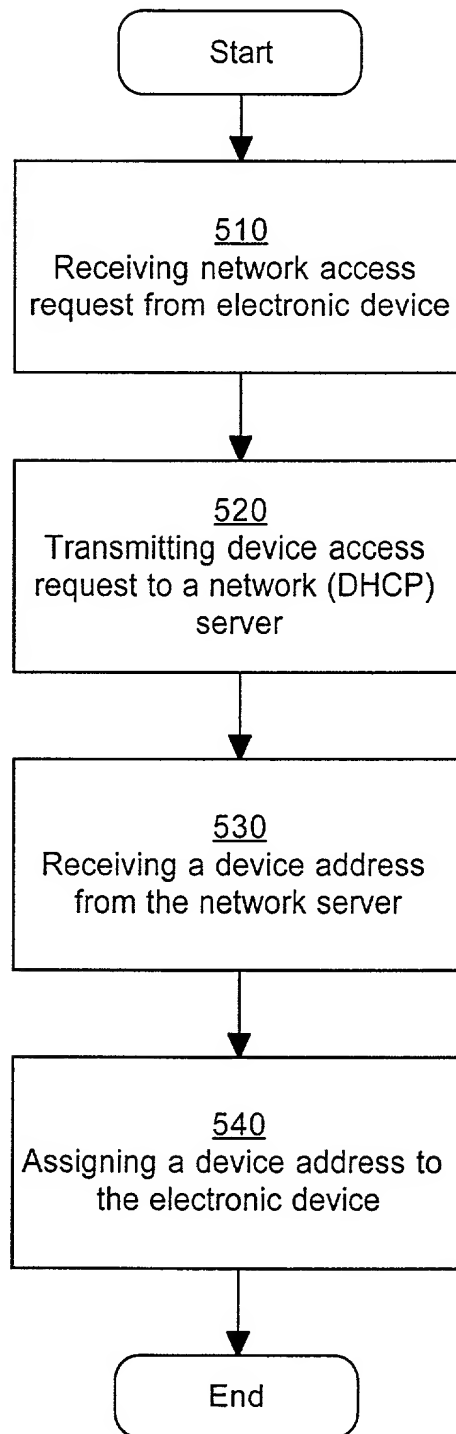 Start
510
Receiving network access
request from electronic device
520
Transmitting device access
request to a network (DHCP)
server
530
Receiving a device address
from the network server
540
Assigning a device address to
the electronic device
End